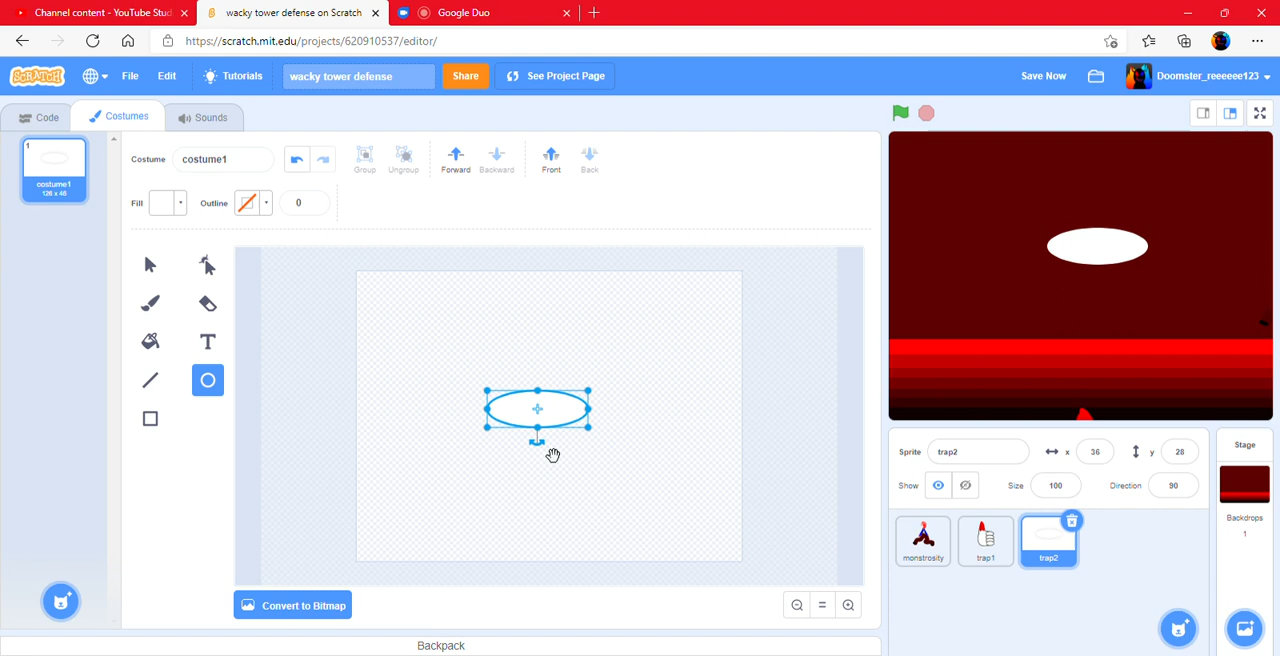 Channel content - YouTube Stud
wacky tower defense on Scratch
Google Duo
https://scratch.mit.edu/projects/620910537/editor/
SCRATCH
File
Edit
Tutorials
wacky tower defense
Share
See Project Page
Save Now
Doomster_reeeeee123
Code
Costumes
Sounds
1
costume1
126 x 46
Costume
costume1
Group
Ungroup
Forward
Backward
Front
Back
Fill
Outline
0
T
Convert to Bitmap
Backpack
Sprite
trap2
x
36
y
28
Show
Size
100
Direction
90
monstrosity
trap1
trap2
Stage
Backdrops
1